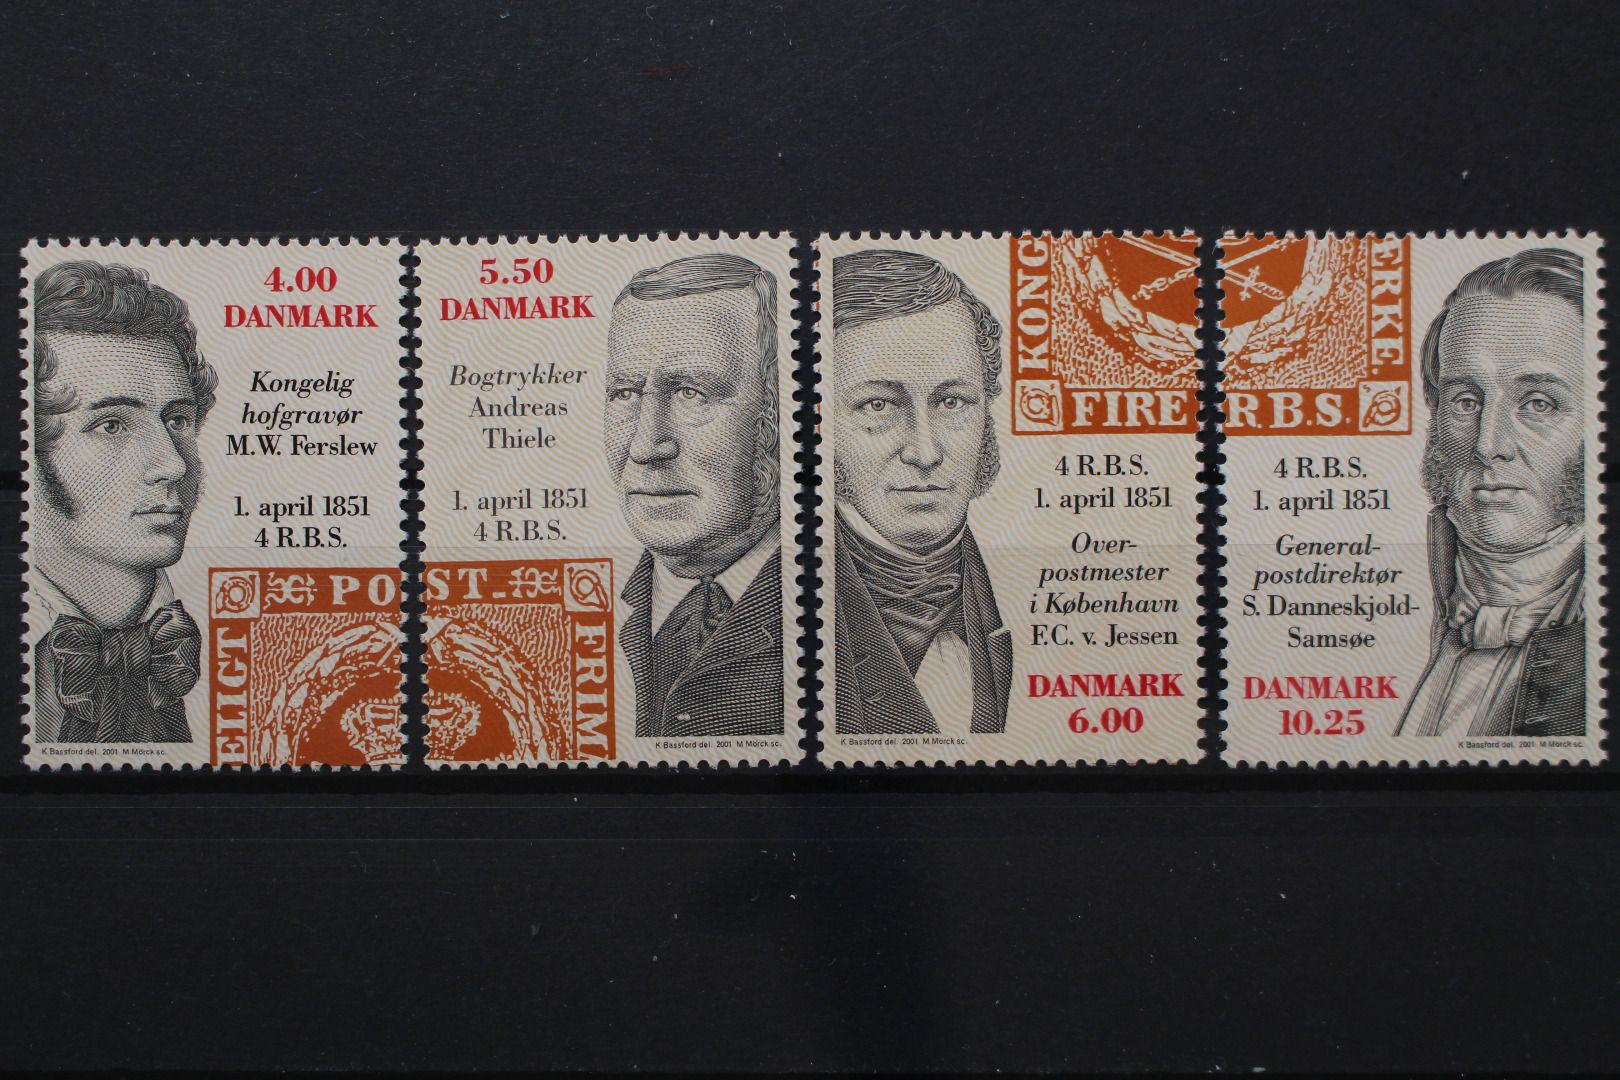 4.00
DANMARK
Kongelig
hofgravør
M.W. Ferslew
1. april 1851
4 R.B.S.
PO
ELIGT
K Bassford del. 2001 M Mörck sc.
5.50
DANMARK
Bogtrykker
Andreas
Thiele
1. april 1851
4 R.B.S.
ST.
FRIM
K Bassford del. 2001 M Mörck sc.
KONG
FIRE
4 R.B.S.
1. april 1851
Over-
postmester
i København
F.C. v. Jessen
DANMARK
6.00
K Bassford del. 2001 M Mörck sc.
ERKE.
R.B.S.
4 R.B.S.
1. april 1851
General-
postdirektør
S. Danneskjold-
Samsøe
DANMARK
10.25
K Bassford del. 2001 M Mörck sc.